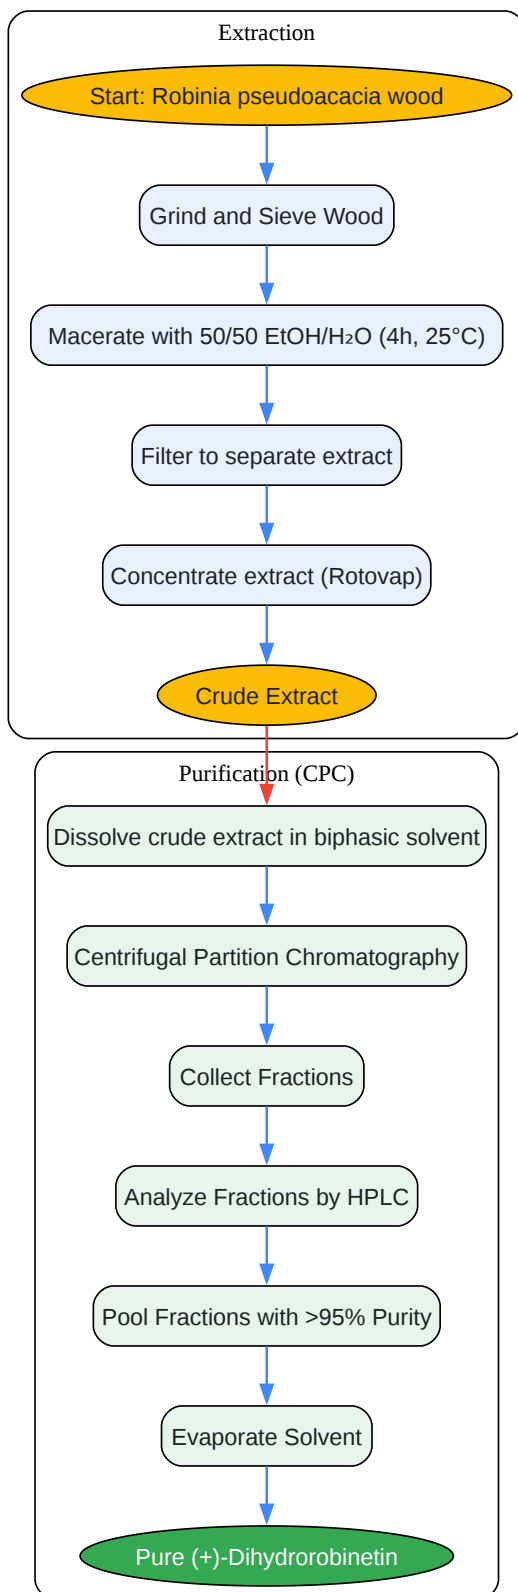 Extraction
Start: Robinia pseudoacacia wood
Grind and Sieve Wood
Macerate with 50/50 EtOH/H₂O (4h, 25°C)
Filter to separate extract
Concentrate extract (Rotovap)
Crude Extract
Purification (CPC)
Dissolve crude extract in biphasic solvent
Centrifugal Partition Chromatography
Collect Fractions
Analyze Fractions by HPLC
Pool Fractions with >95% Purity
Evaporate Solvent
Pure (+)-Dihydrorobinetin